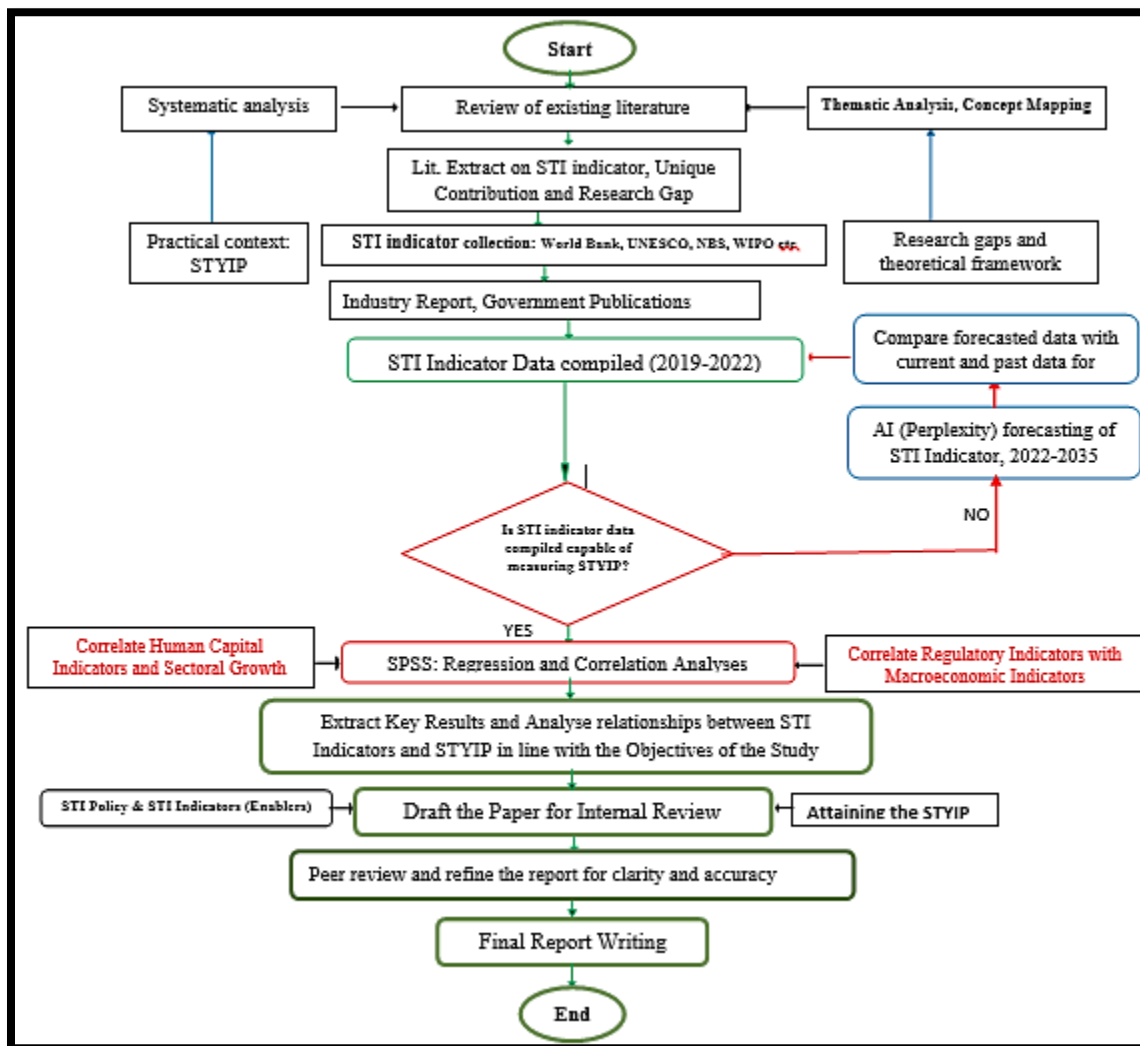 Start
Systematic analysis
Review of existing literature
Thematic Analysis, Concept Mapping
Lit. Extract on STI indicator, Unique
Contribution and Research Gap
Practical context:
STYIP
STI indicator collection: World Bank, UNESCO, NBS, WIPO etc.
Research gaps and
theoretical framework
Industry Report, Government Publications
STI Indicator Data compiled (2019-2022)
Compare forecasted data with
current and past data for
AI (Perplexity) forecasting of
STI Indicator, 2022-2035
NO
Is STI indicator data
compiled capable of
measuring STYIP?
YES
Correlate Human Capital
Indicators and Sectoral Growth
SPSS: Regression and Correlation Analyses
Correlate Regulatory Indicators with
Macroeconomic Indicators
Extract Key Results and Analyse relationships between STI
Indicators and STYIP in line with the Objectives of the Study
STI Policy & STI Indicators (Enablers)
Draft the Paper for Internal Review
Attaining the STYIP
Peer review and refine the report for clarity and accuracy
Final Report Writing
End